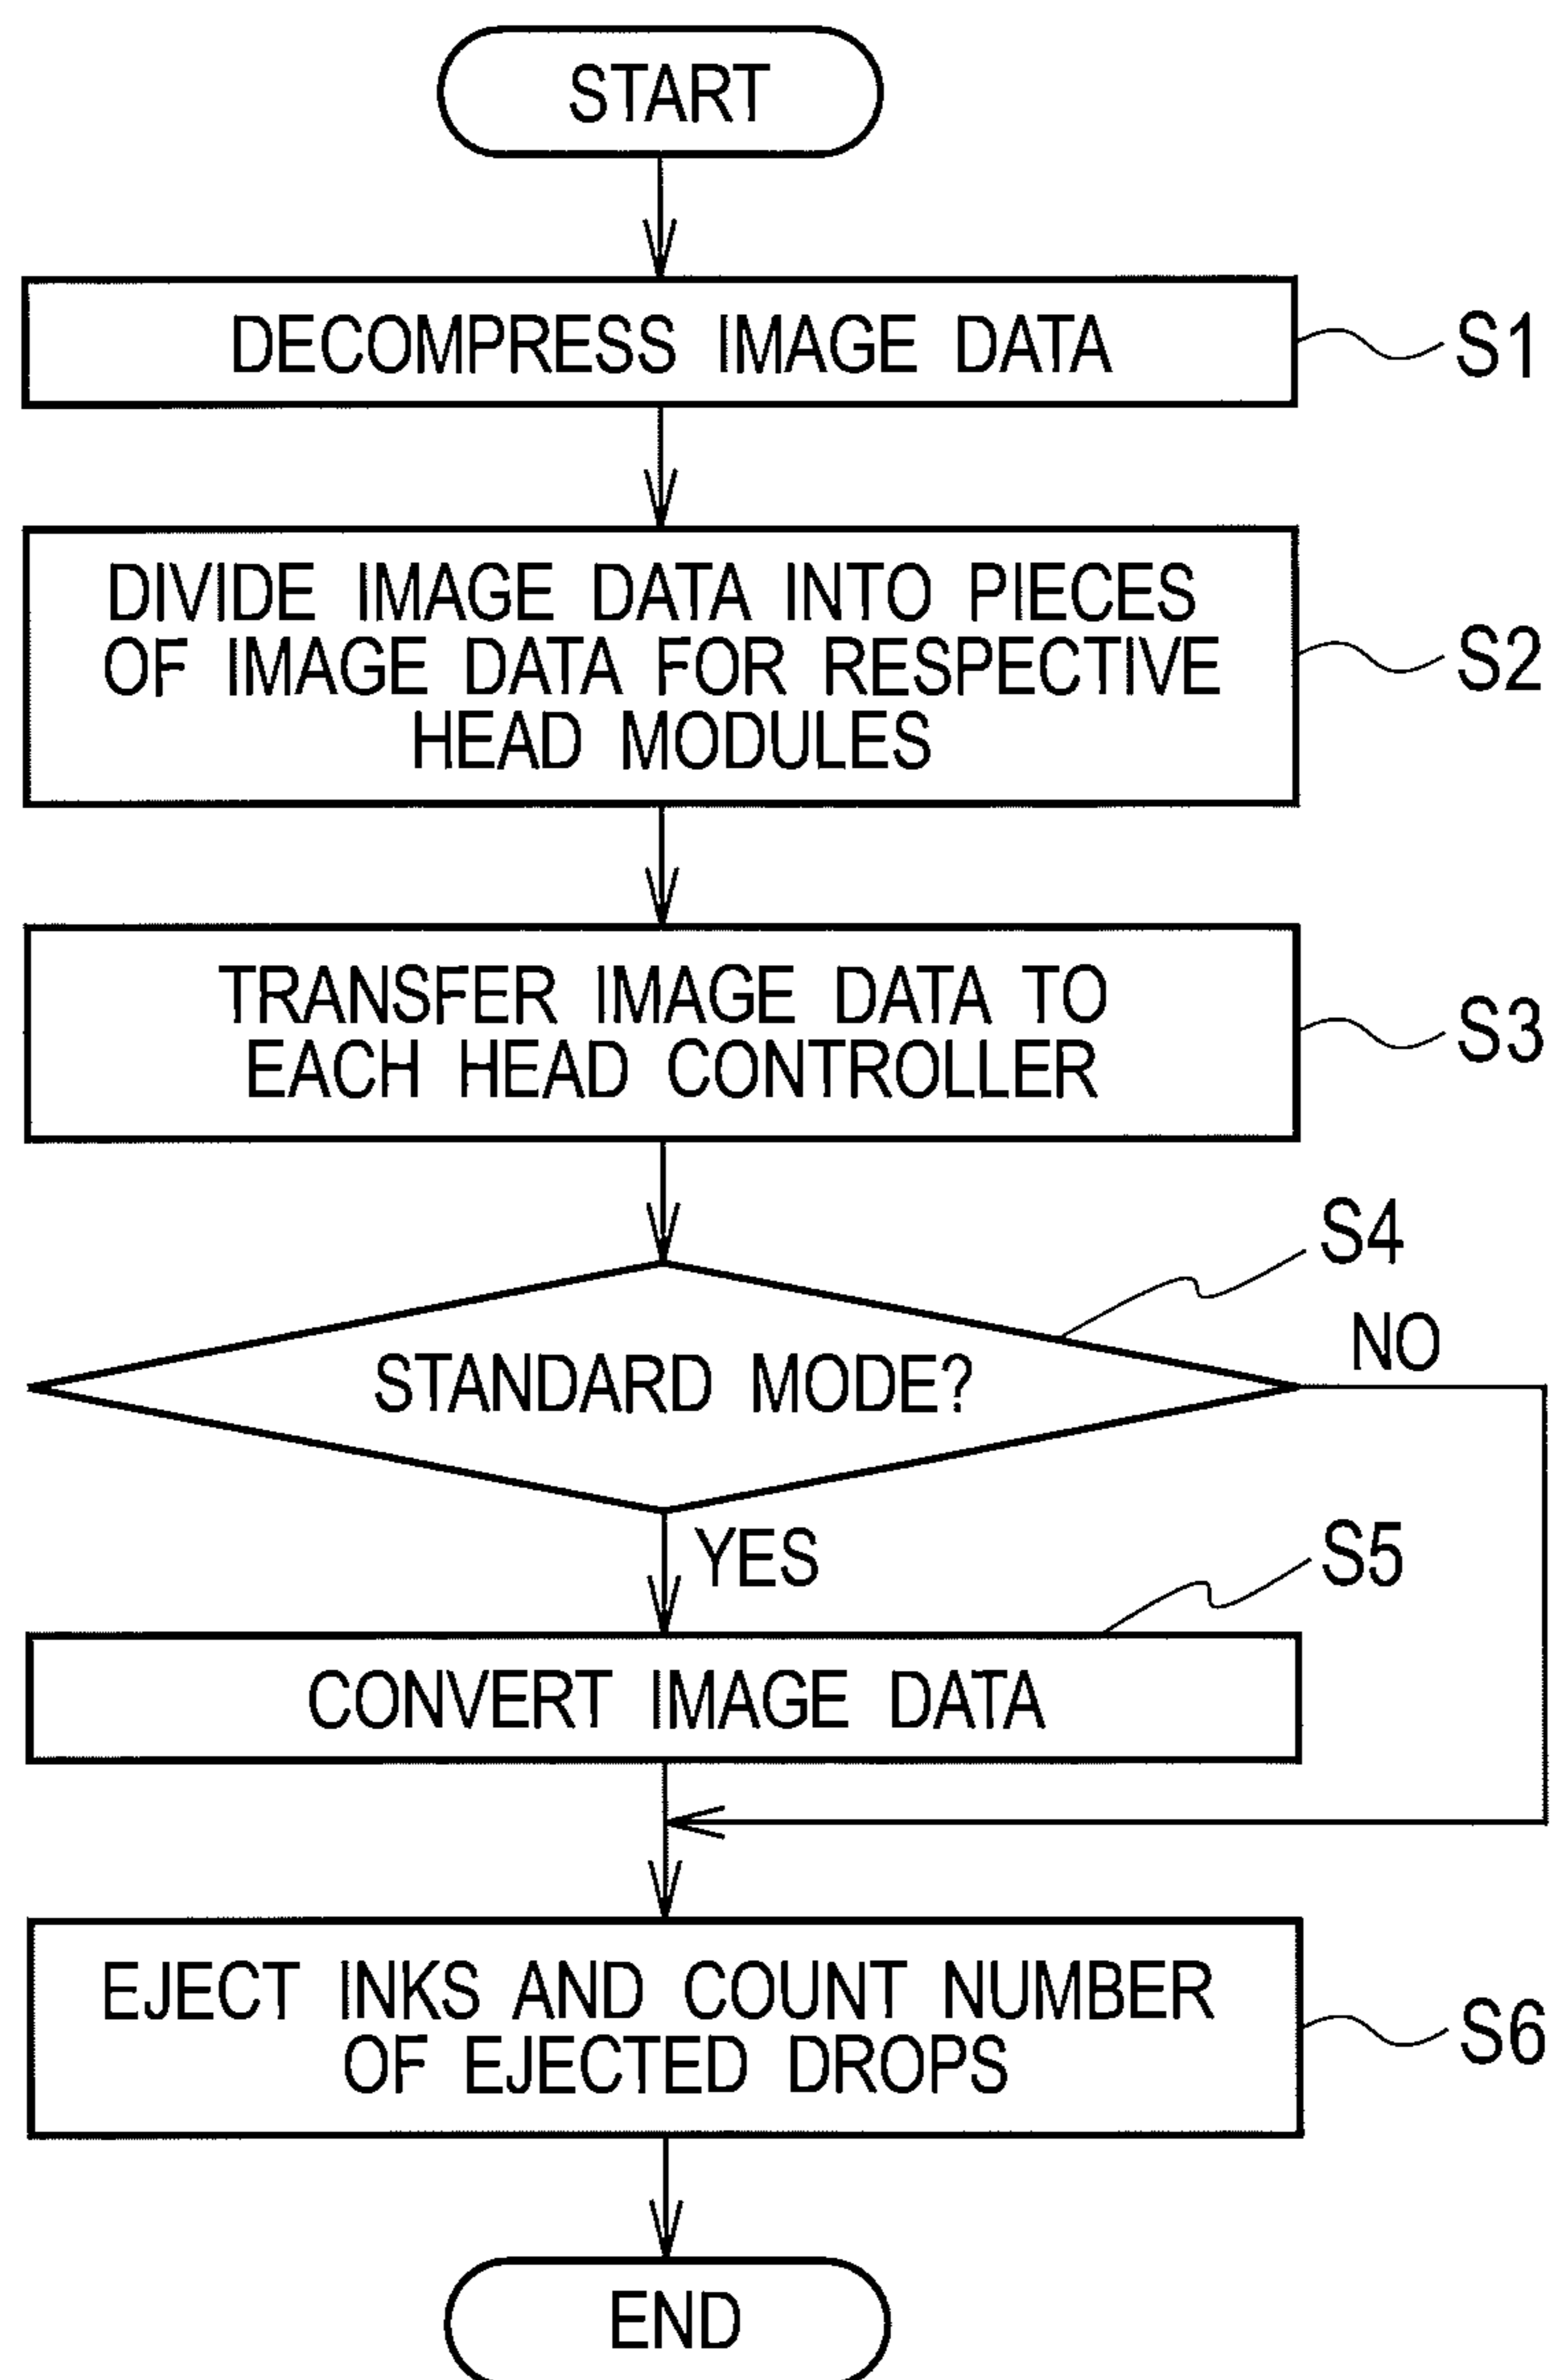 START
DECOMPRESS IMAGE DATA
S1
DIVIDE IMAGE DATA INTO PIECES
OF IMAGE DATA FOR RESPECTIVE
HEAD MODULES
S2
TRANSFER IMAGE DATA TO
EACH HEAD CONTROLLER
S3
S4
STANDARD MODE?
NO
YES
S5
CONVERT IMAGE DATA
EJECT INKS AND COUNT NUMBER
OF EJECTED DROPS
S6
END